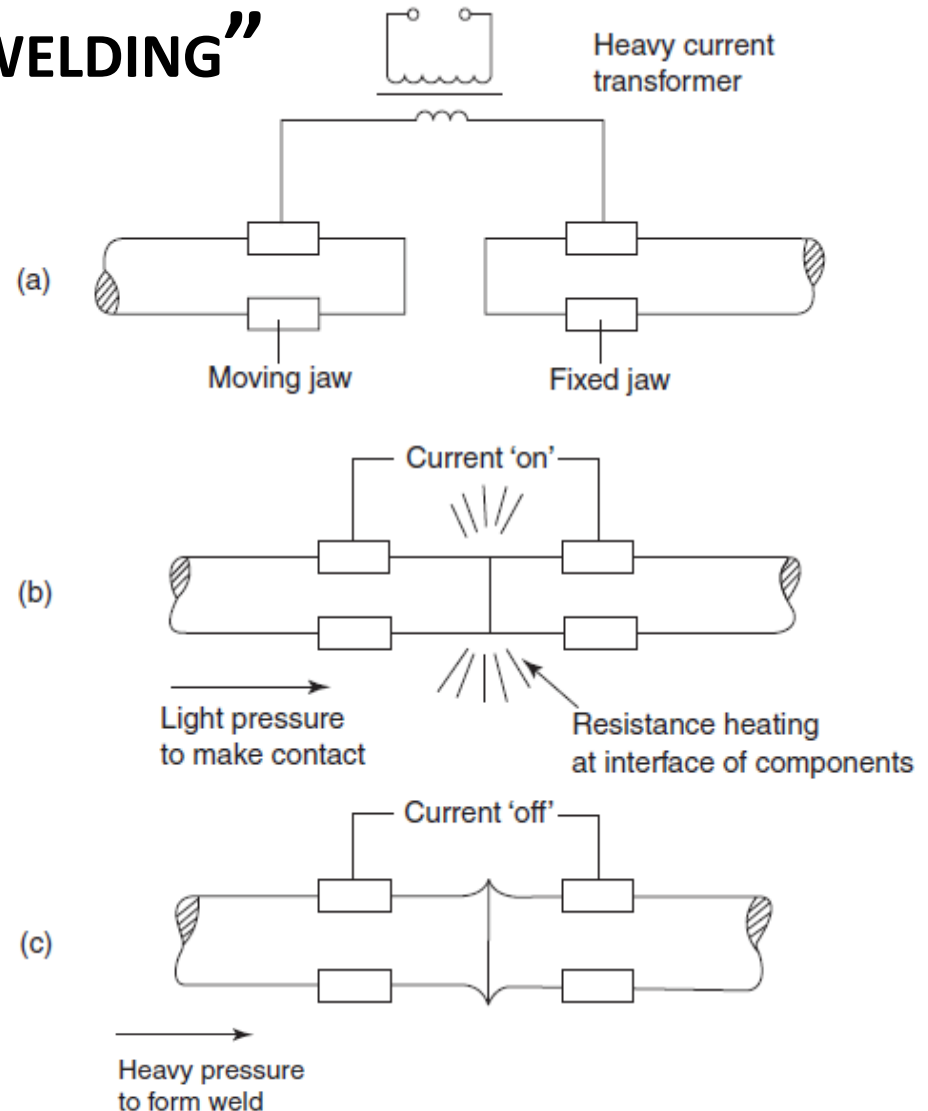 WELDING”
Heavy current
transformer
(a)
Moving jaw
Fixed jaw
Current ‘on’
(b)
Light pressure
to make contact
Resistance heating
at interface of components
Current ‘off’
(c)
Heavy pressure
to form weld